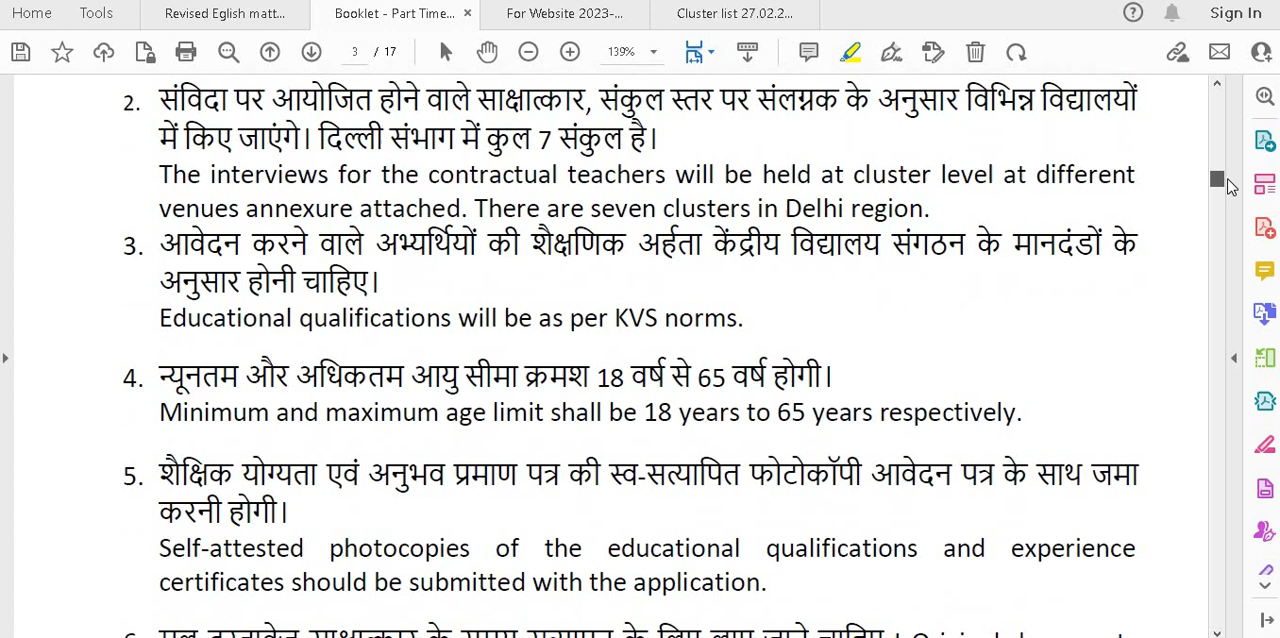 Home
Tools
Revised Eglish matt...
Booklet - Part Time...
For Website 2023-...
Cluster list 27.02.2...
Sign In
3 / 17
139%
2. संविदा पर आयोजित होने वाले साक्षात्कार, संकुल स्तर पर संलग्नक के अनुसार विभिन्न विद्यालयों
में किए जाएंगे। दिल्ली संभाग में कुल 7 संकुल है।
The interviews for the contractual teachers will be held at cluster level at different
venues annexure attached. There are seven clusters in Delhi region.
3. आवेदन करने वाले अभ्यर्थियों की शैक्षणिक अर्हता केंद्रीय विद्यालय संगठन के मानदंडों के
अनुसार होनी चाहिए।
Educational qualifications will be as per KVS norms.
4. न्यूनतम और अधिकतम आयु सीमा क्रमश 18 वर्ष से 65 वर्ष होगी।
Minimum and maximum age limit shall be 18 years to 65 years respectively.
5. शैक्षिक योग्यता एवं अनुभव प्रमाण पत्र की स्व-सत्यापित फोटोकॉपी आवेदन पत्र के साथ जमा
करनी होगी।
Self-attested photocopies of the educational qualifications and experience
certificates should be submitted with the application.